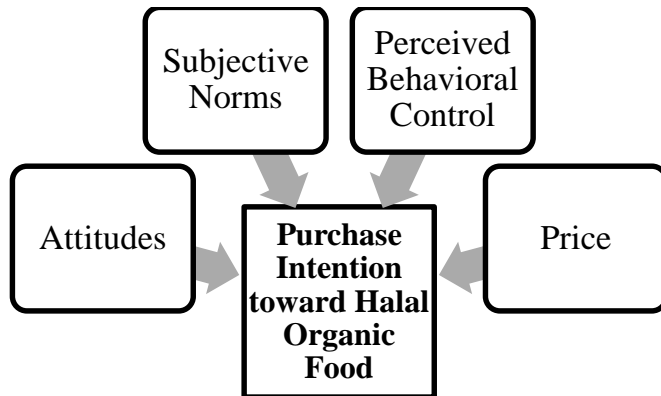 Subjective
Norms
Perceived
Behavioral
Control
Attitudes
Purchase
Intention
toward Halal
Organic
Food
Price